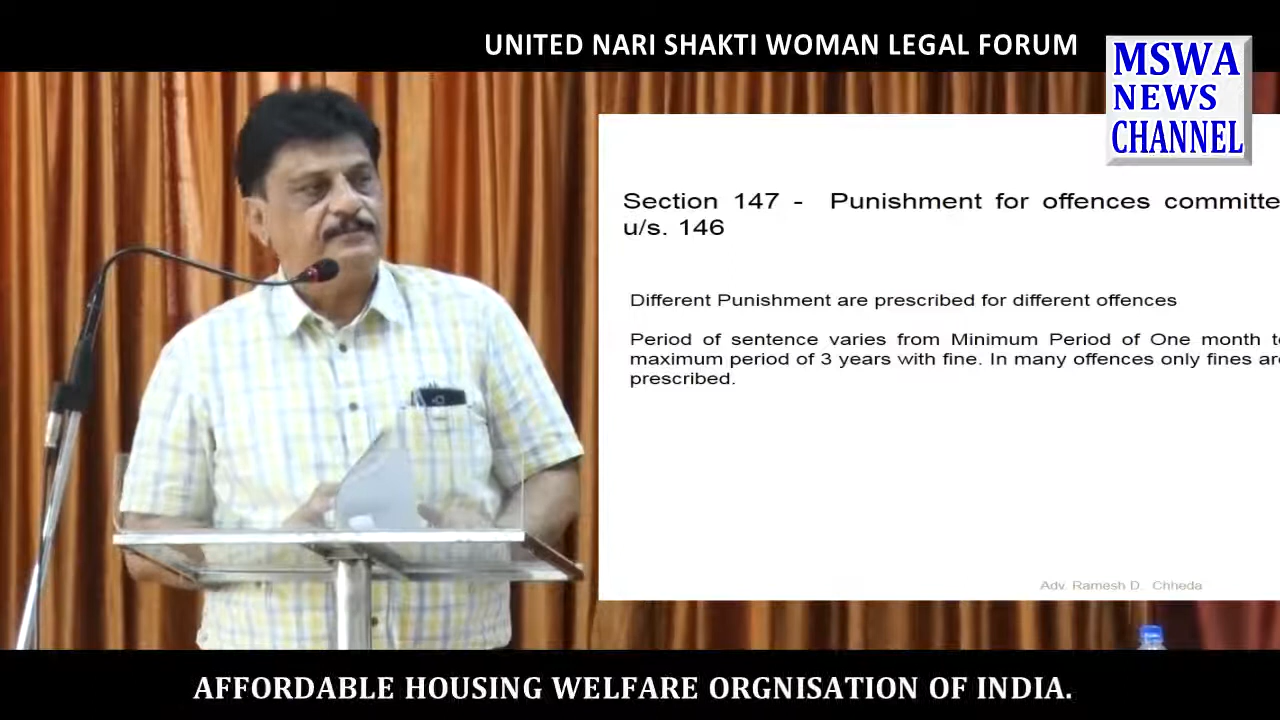 UNITED NARI SHAKTI WOMAN LEGAL FORUM
MSWA
NEWS
CHANNEL
Section 147 - Punishment for offences committe
u/s. 146
Different Punishment are prescribed for different offences
Period of sentence varies from Minimum Period of One month t
maximum period of 3 years with fine. In many offences only fines ar
prescribed.
Adv. Ramesh D. Chheda
AFFORDABLE HOUSING WELFARE ORGNISATION OF INDIA.